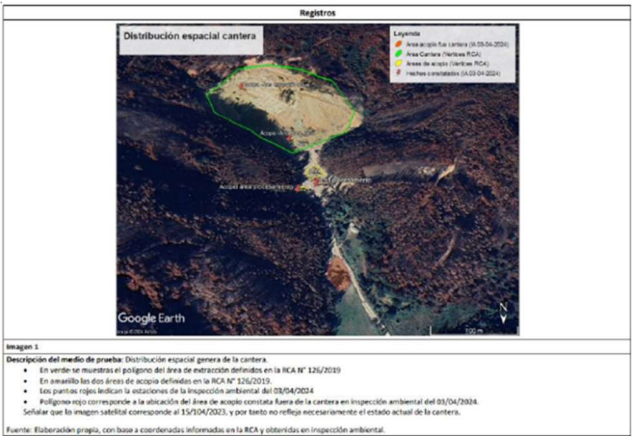 Registros
Distribución espacial cantera
Leyenda
Área acopio fue cantera (IA 03-04-2024)
Área Cantera (Vertices RCA)
Áreas de acopio (Vertices RCA)
Hechos constatados (IA 03-04-2024)
Acopio área procesamiento
Google Earth
N
100 m
Imagen 1
Descripción del medio de prueba: Distribución espacial genera de la cantera.
• En verde se muestras el polígono del área de extracción definidos en la RCA N° 126/2019
• En amarillo las dos áreas de acopio definidas en la RCA N° 126/2019.
• Los puntos rojos indican la estaciones de la inspección ambiental del 03/04/2024
• Polígono rojo corresponde a la ubicación del área de acopio constata fuera de la cantera en inspección ambiental del 03/04/2024.
Señalar que lo imagen satelital corresponde al 15/104/2023, y por tanto no refleja necesariamente el estado actual de la cantera.
Fuente: Elaboración propia, con base a coordenadas informadas en la RCA y obtenidas en inspección ambiental.